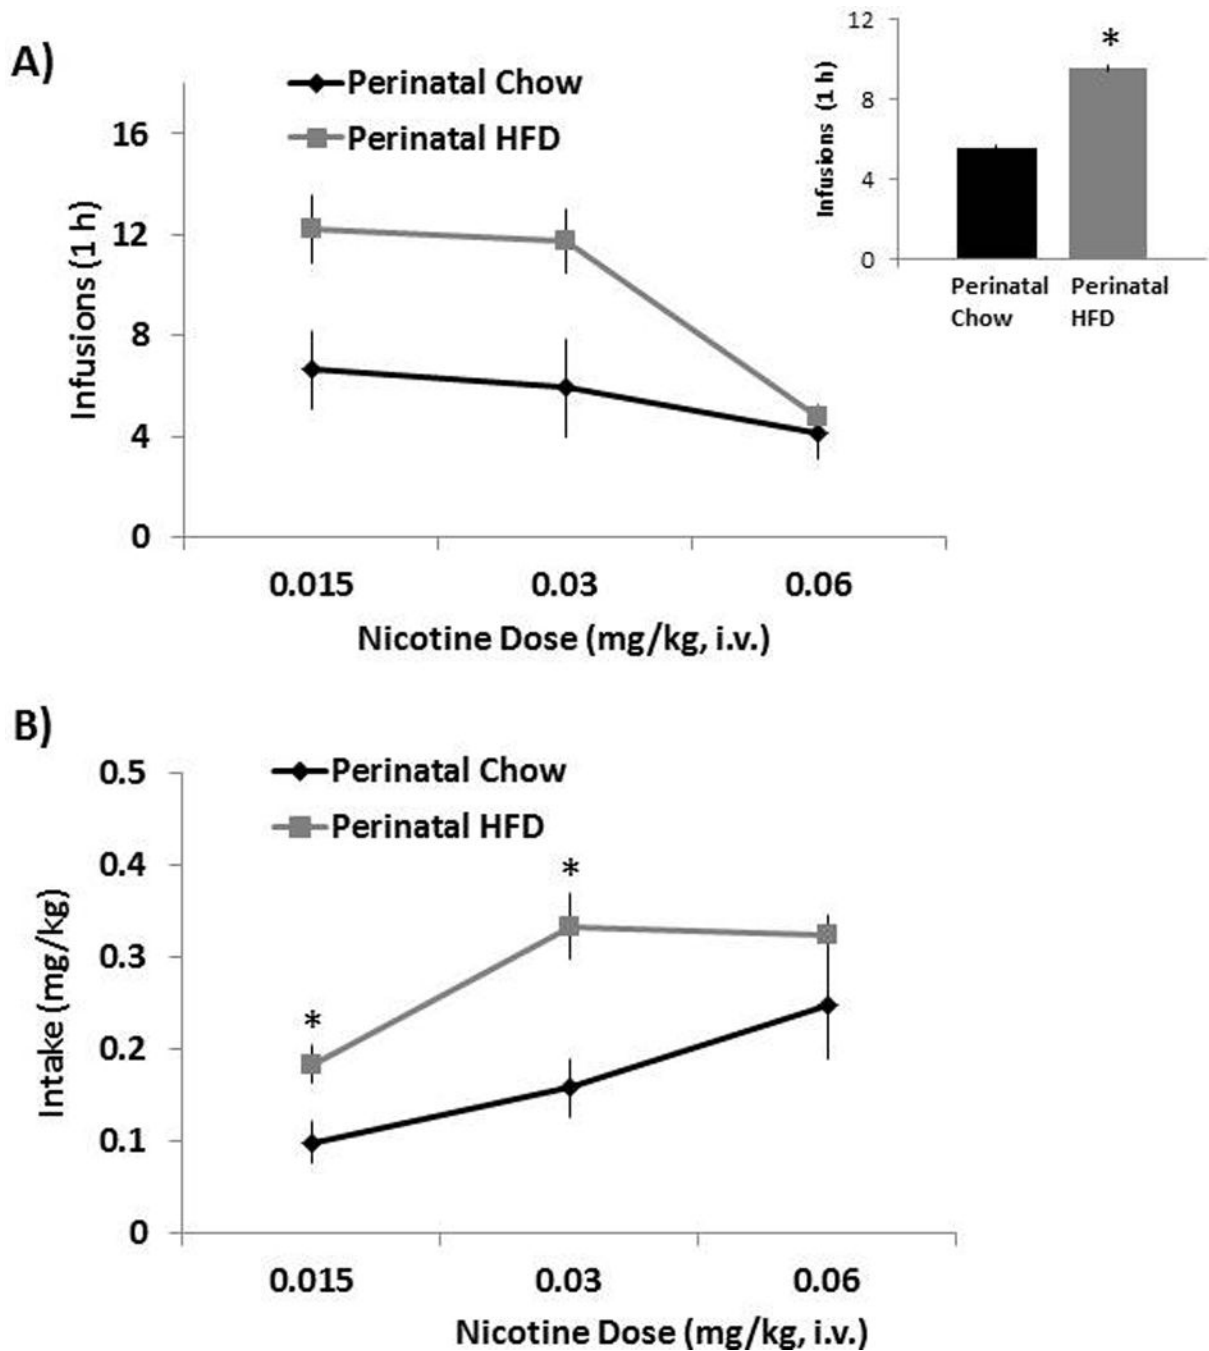 A)
Perinatal Chow
Perinatal HFD
Infusions (1 h)
16
12
8
4
0
0.015 0.03 0.06
Nicotine Dose (mg/kg, i.v.)
Infusions (1 h)
12
8
4
0
*
Perinatal Chow
Perinatal HFD
B)
Perinatal Chow
Perinatal HFD
Intake (mg/kg)
0.5
0.4
0.3
0.2
0.1
0
*
*
0.015 0.03 0.06
Nicotine Dose (mg/kg, i.v.)